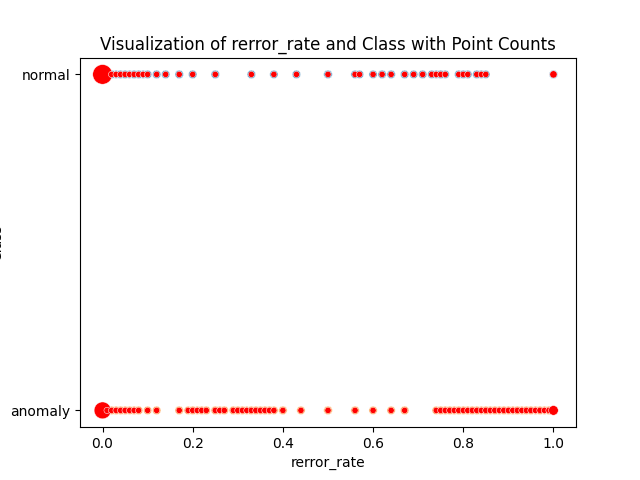 Visualization of rerror_rate and Class with Point Counts
normal
anomaly
0.0 0.2 0.4 0.6 0.8 1.0
rerror_rate